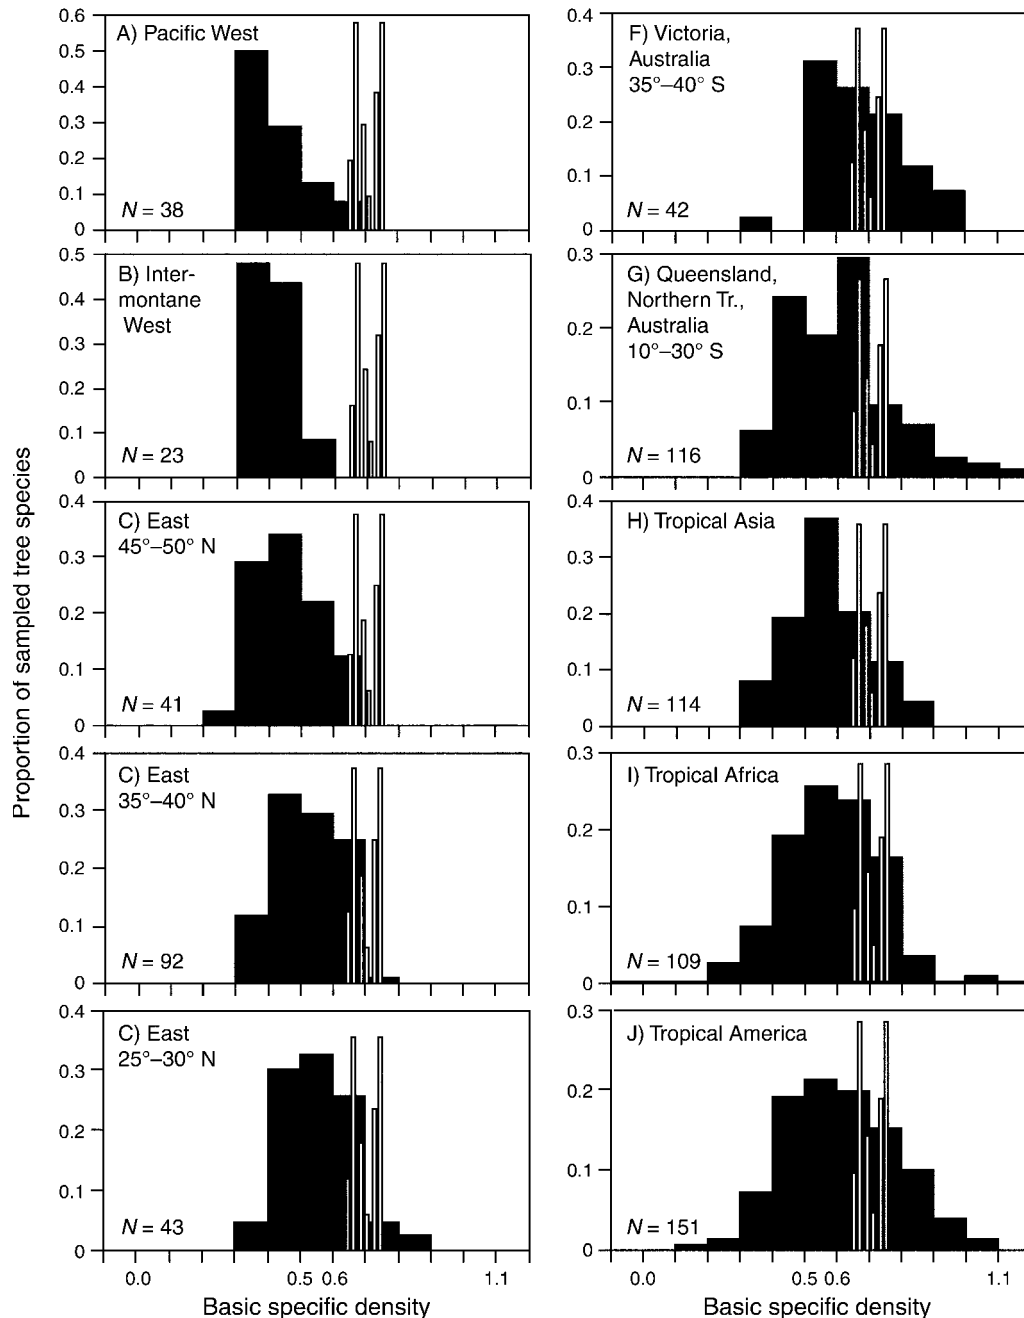 Proportion of sampled tree species
A) Pacific West
N = 38
0.6
0.5
0.4
0.3
0.2
0.1
0
B) Inter-
montane
West
N = 23
0.5
0.4
0.3
0.2
0.1
0
C) East
45°–50° N
N = 41
0.4
0.3
0.2
0.1
0
C) East
35°–40° N
N = 92
0.4
0.3
0.2
0.1
0
C) East
25°–30° N
N = 43
0.4
0.3
0.2
0.1
0
0.0 0.5 0.6 1.1
Basic specific density
F) Victoria,
Australia
35°–40° S
N = 42
0.4
0.3
0.2
0.1
0
G) Queensland,
Northern Tr.,
Australia
10°–30° S
N = 116
0.3
0.2
0.1
0
H) Tropical Asia
N = 114
0.4
0.3
0.2
0.1
0
I) Tropical Africa
N = 109
0.3
0.2
0.1
0
J) Tropical America
N = 151
0.3
0.2
0.1
0
0.0 0.5 0.6 1.1
Basic specific density